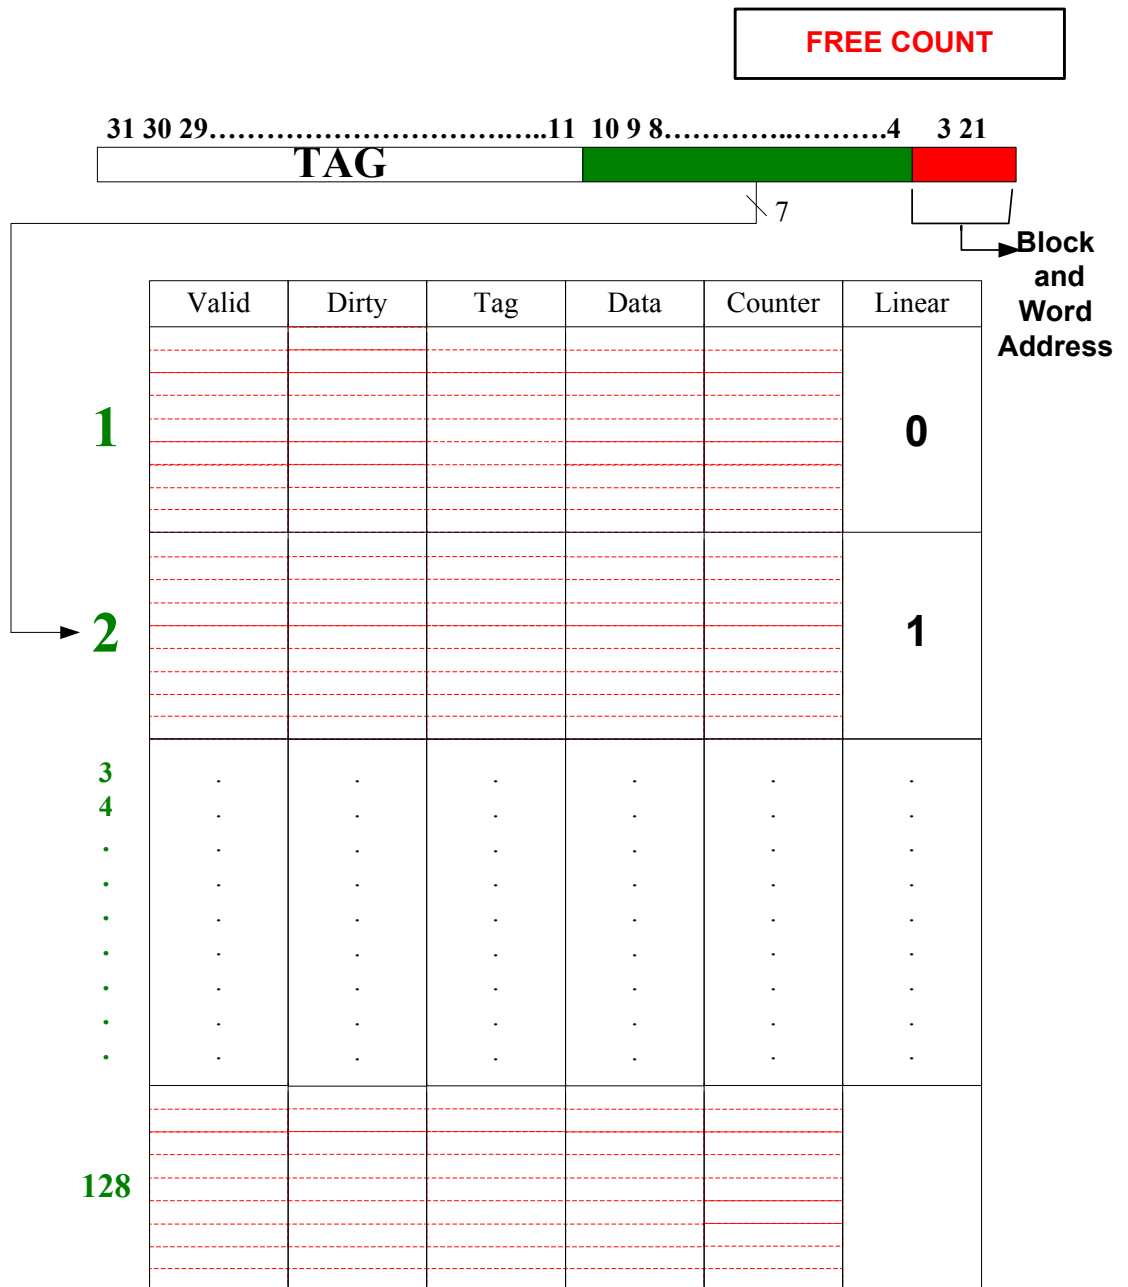 FREE COUNT
31 30 29……………………………….…..11 10 9 8…………..……….4 3 21
TAG
7
Block
and
Word
Address
Valid Dirty Tag Data Counter Linear
1 0
2 1
3 . . . . . .
4 . . . . . .
. . . . . . .
. . . . . . .
. . . . . . .
. . . . . . .
. . . . . . .
. . . . . . .
. . . . . . .
128